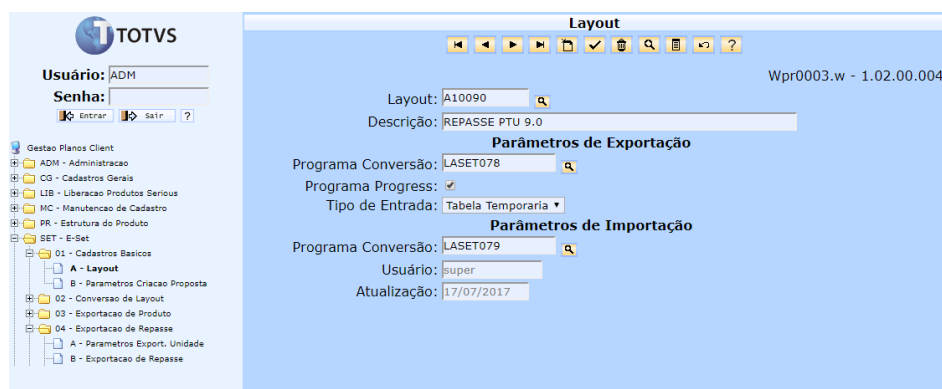 TOTVS
Usuário: ADM
Senha:
Entrar Sair ?
Gestao Planos Client
ADM - Administracao
CG - Cadastros Gerais
LIB - Liberacao Produtos Serious
MC - Manutencao de Cadastro
PR - Estrutura do Produto
SET - E-Set
01 - Cadastros Basicos
A - Layout
B - Parametros Criacao Proposta
02 - Conversao de Layout
03 - Exportacao de Produto
04 - Exportacao de Repasse
A - Parametros Export. Unidade
B - Exportacao de Repasse
Layout
?
Wpr0003.w - 1.02.00.004
Layout: A10090
Descrição: REPASSE PTU 9.0
Parâmetros de Exportação
Programa Conversão: LASET078
Programa Progress:
Tipo de Entrada: Tabela Temporaria
Parâmetros de Importação
Programa Conversão: LASET079
Usuário: super
Atualização: 17/07/2017